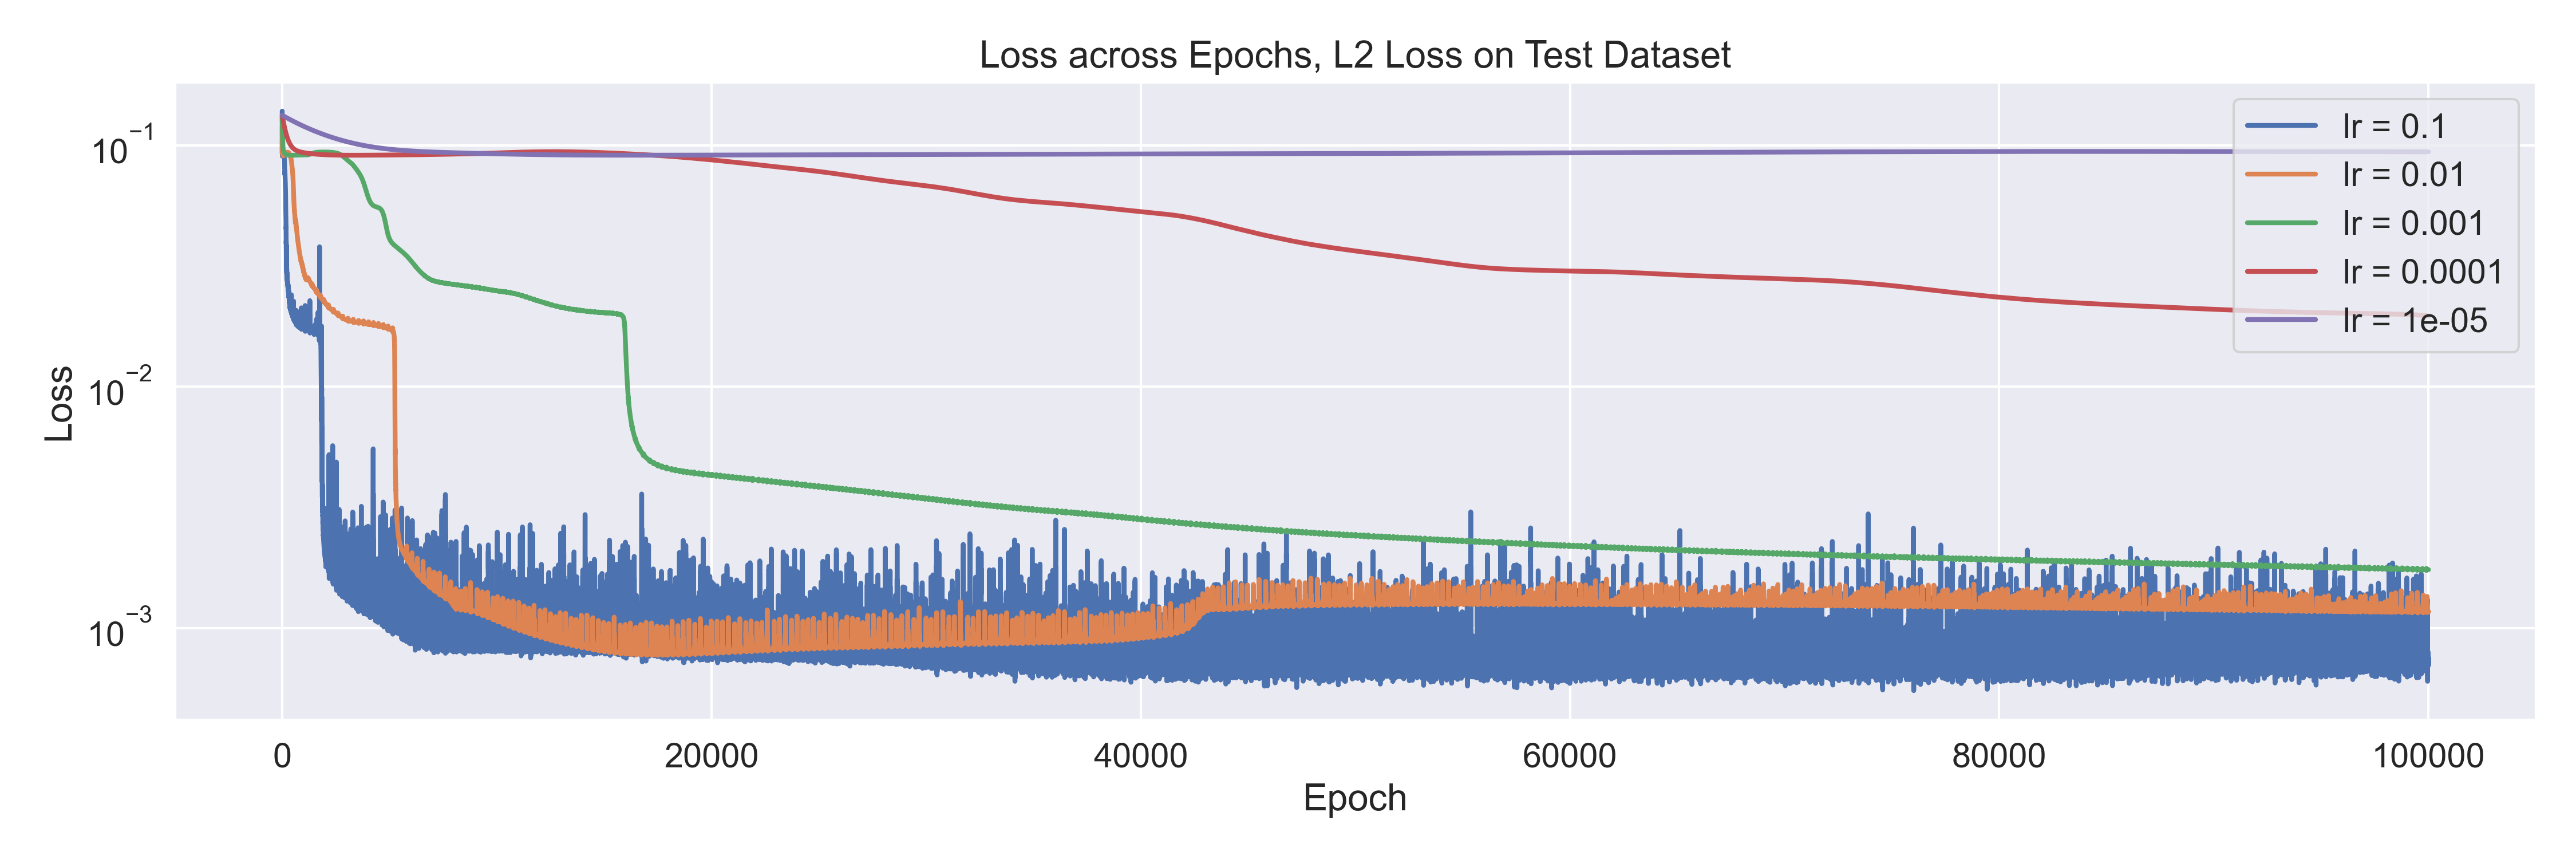 Loss across Epochs, L2 Loss on Test Dataset
10⁻¹
10⁻²
10⁻³
Loss
lr = 0.1
lr = 0.01
lr = 0.001
lr = 0.0001
lr = 1e-05
0 20000 40000 60000 80000 100000
Epoch